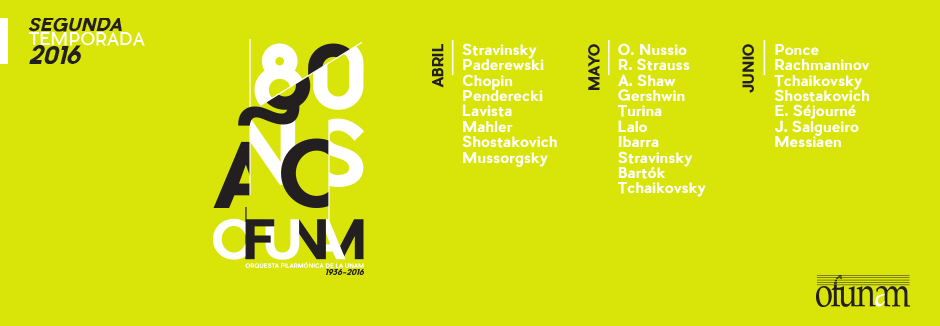 SEGUNDA
TEMPORADA
2016
80
AÑOS
OFUNAM
ORQUESTA FILARMÓNICA DE LA UNAM
1936–2016
ABRIL
Stravinsky
Paderewski
Chopin
Penderecki
Lavista
Mahler
Shostakovich
Mussorgsky
MAYO
O. Nussio
R. Strauss
A. Shaw
Gershwin
Turina
Lalo
Ibarra
Stravinsky
Bartók
Tchaikovsky
JUNIO
Ponce
Rachmaninov
Tchaikovsky
Shostakovich
E. Séjourné
J. Salgueiro
Messiaen
ofunam